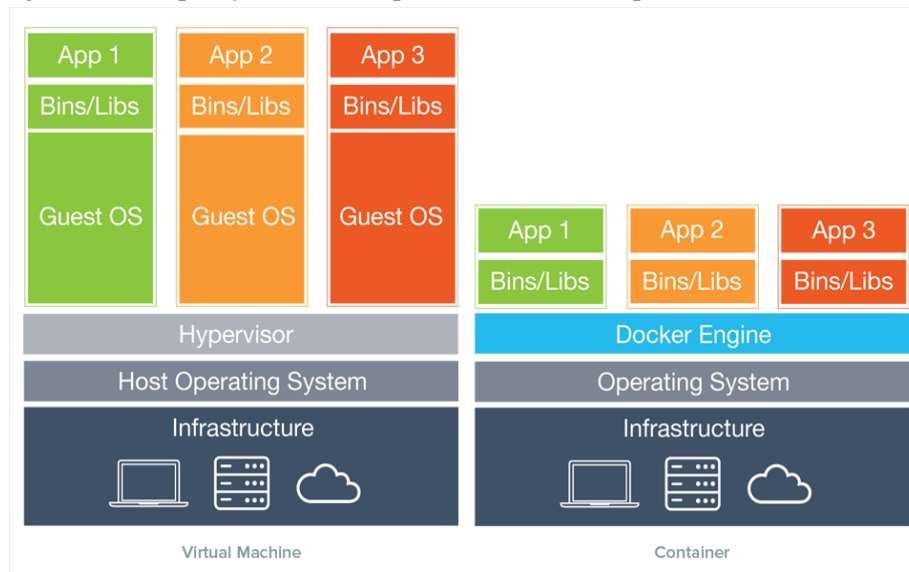 App 1
App 2
App 3
Bins/Libs
Bins/Libs
Bins/Libs
Guest OS
Guest OS
Guest OS
Hypervisor
Host Operating System
Infrastructure
Virtual Machine
App 1
App 2
App 3
Bins/Libs
Bins/Libs
Bins/Libs
Docker Engine
Operating System
Infrastructure
Container